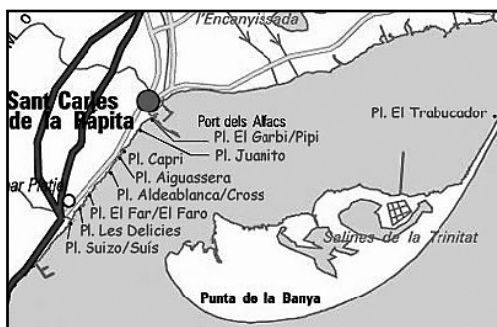 l'Encanyissada
Sant Carles
de la Ràpita
Port dels Alfacs
Pl. El Trabucador
Pl. El Garbi/Pipi
Pl. Juanito
Pl. Capri
Pl. Aiguassera
Pl. Aldeablanca/Cross
Pl. El Far/El Faro
Pl. Les Delicies
Pl. Suizo/Suís
Salines de la Trinitat
Punta de la Banya